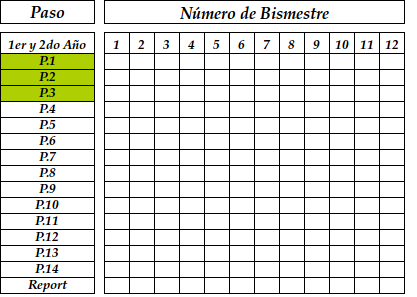 Paso Número de Bismestre
1er y 2do Año 1 2 3 4 5 6 7 8 9 10 11 12
P.1
P.2
P.3
P.4
P.5
P.6
P.7
P.8
P.9
P.10
P.11
P.12
P.13
P.14
Report